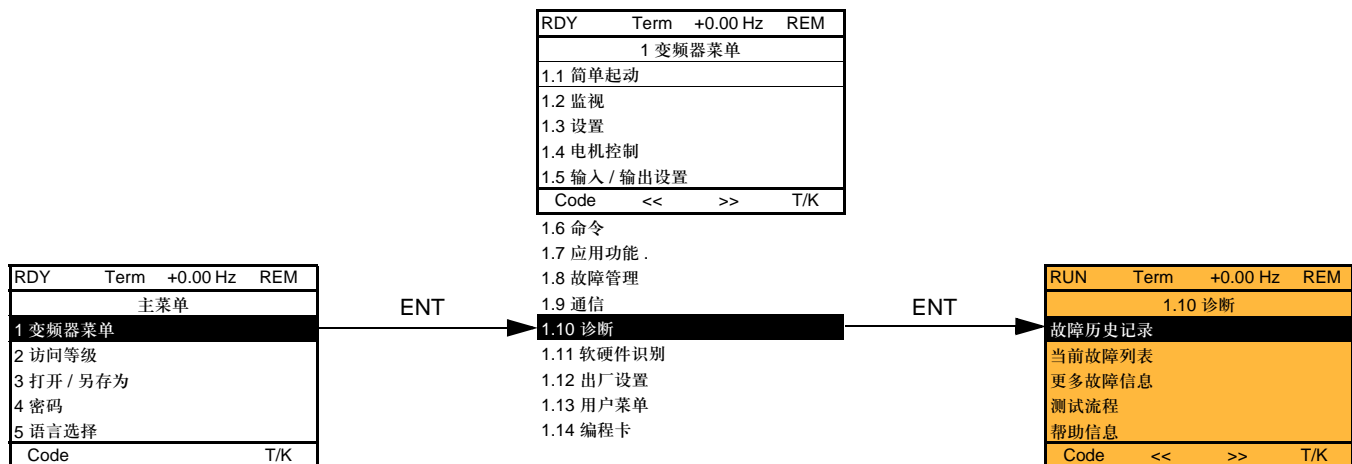 RDY Term +0.00 Hz REM
主菜单
1 变频器菜单
2 访问等级
3 打开 / 另存为
4 密码
5 语言选择
Code T/K
ENT
RDY Term +0.00 Hz REM
1 变频器菜单
1.1 简单起动
1.2 监视
1.3 设置
1.4 电机控制
1.5 输入 / 输出设置
Code << >> T/K
1.6 命令
1.7 应用功能 .
1.8 故障管理
1.9 通信
1.10 诊断
1.11 软硬件识别
1.12 出厂设置
1.13 用户菜单
1.14 编程卡
ENT
RUN Term +0.00 Hz REM
1.10 诊断
故障历史记录
当前故障列表
更多故障信息
测试流程
帮助信息
Code << >> T/K